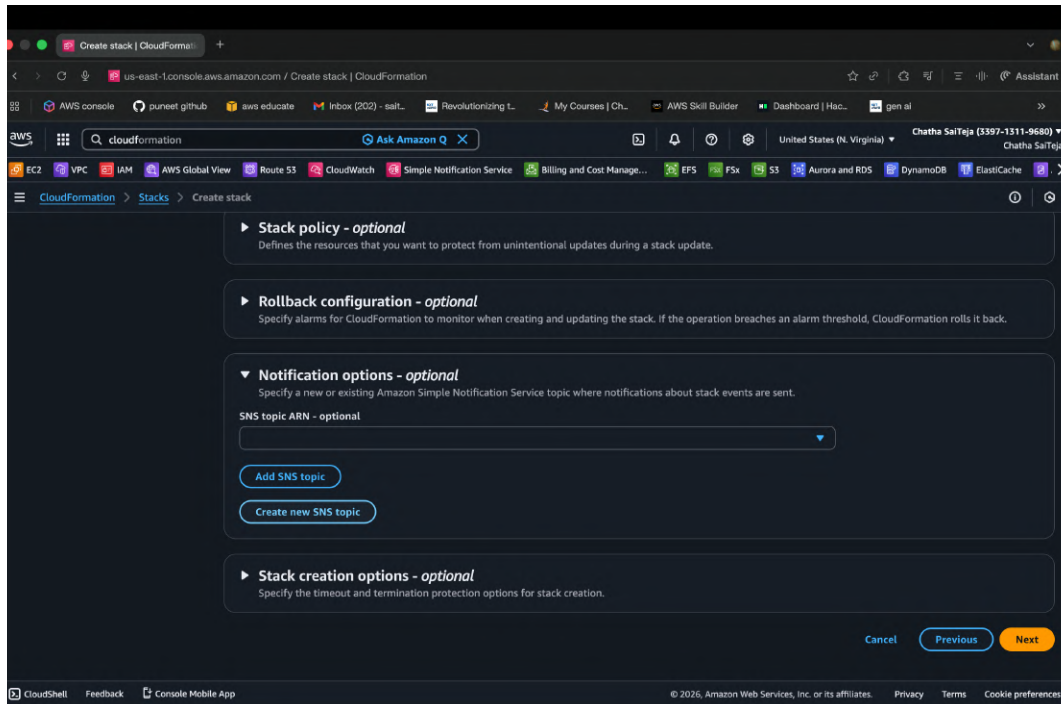 Create stack | CloudFormati
us-east-1.console.aws.amazon.com / Create stack | CloudFormation
Assistant
AWS console
puneet github
aws educate
Inbox (202) - sait...
Revolutionizing t...
My Courses | Ch...
AWS Skill Builder
Dashboard | Hac...
gen ai
aws
cloudformation
Ask Amazon Q
United States (N. Virginia)
Chatha SaiTeja (3397-1311-9680)
Chatha SaiTeja
EC2
VPC
IAM
AWS Global View
Route 53
CloudWatch
Simple Notification Service
Billing and Cost Manage...
EFS
FSx
S3
Aurora and RDS
DynamoDB
ElastiCache
CloudFormation > Stacks > Create stack
Stack policy - optional
Defines the resources that you want to protect from unintentional updates during a stack update.
Rollback configuration - optional
Specify alarms for CloudFormation to monitor when creating and updating the stack. If the operation breaches an alarm threshold, CloudFormation rolls it back.
Notification options - optional
Specify a new or existing Amazon Simple Notification Service topic where notifications about stack events are sent.
SNS topic ARN - optional
Add SNS topic
Create new SNS topic
Stack creation options - optional
Specify the timeout and termination protection options for stack creation.
Cancel
Previous
Next
CloudShell
Feedback
Console Mobile App
© 2026, Amazon Web Services, Inc. or its affiliates.
Privacy
Terms
Cookie preferences